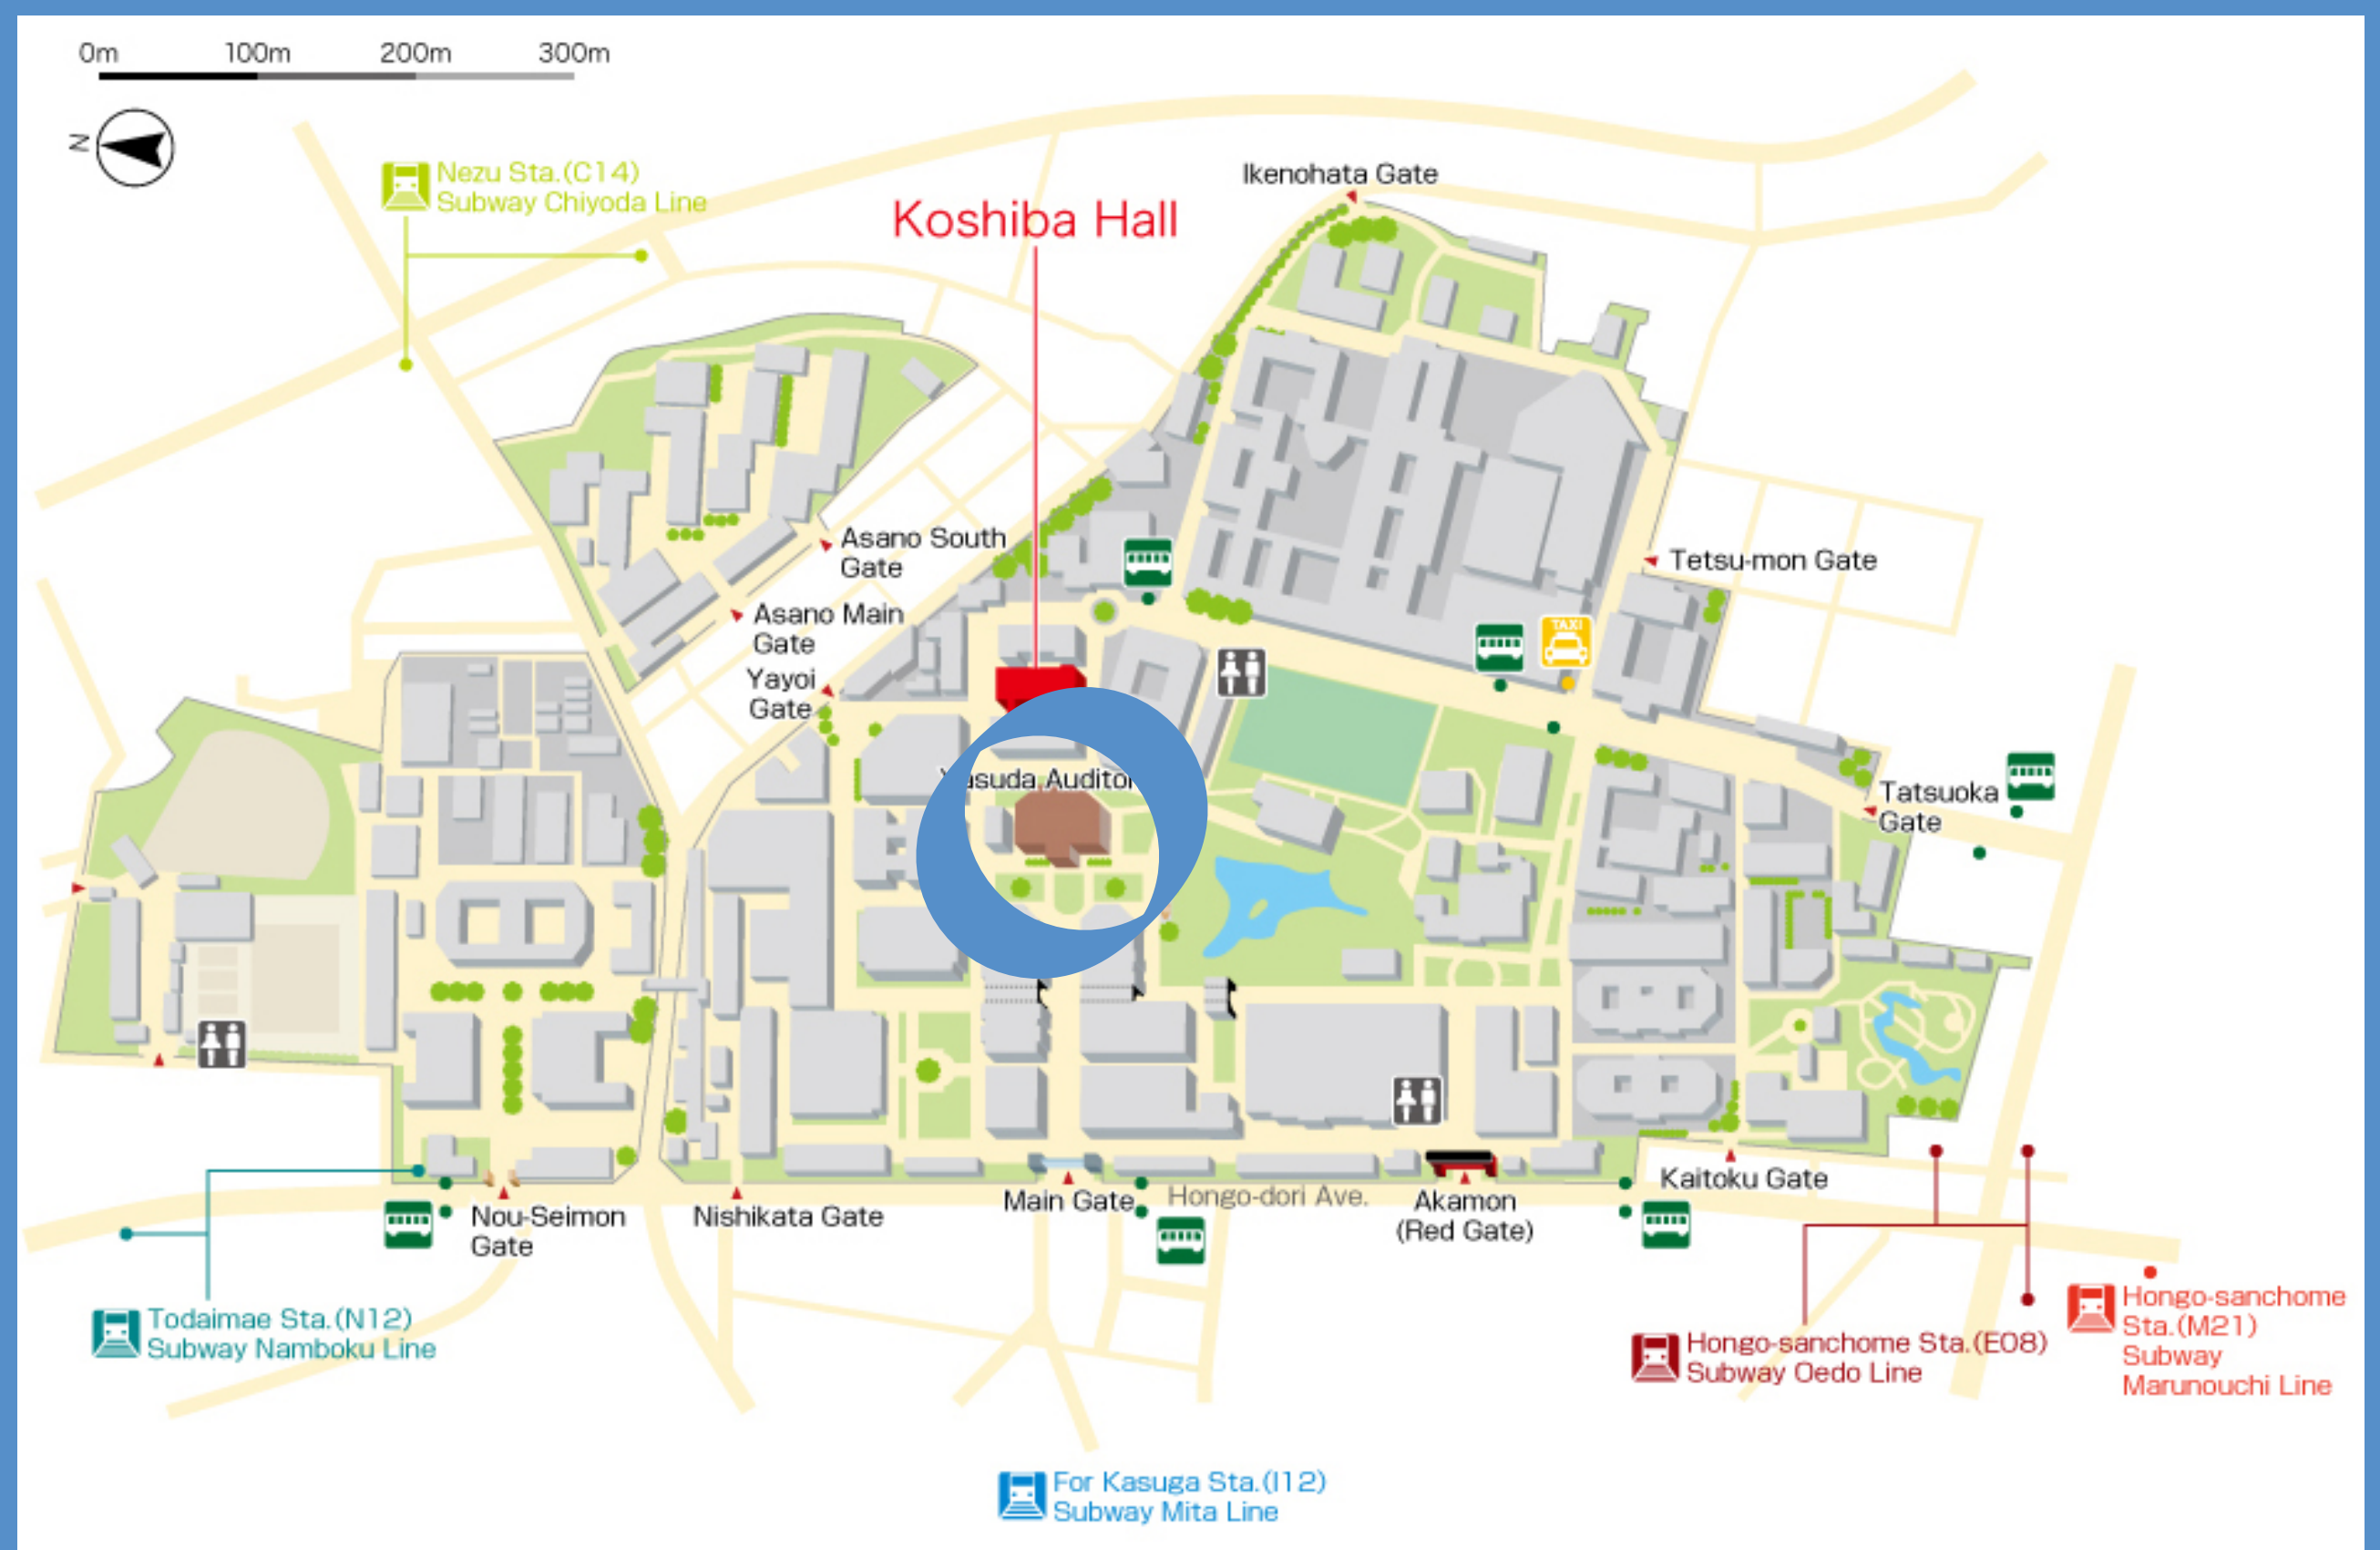 0m 100m 200m 300m
N
Nezu Sta.(C14)
Subway Chiyoda Line
Ikenohata Gate
Koshiba Hall
Asano South
Gate
Tetsu-mon Gate
Asano Main
Gate
TAXI
Yayoi
Gate
Tatsuoka
Gate
Kaitoku Gate
Main Gate
Hongo-dori Ave.
Akamon
(Red Gate)
Nou-Seimon
Gate
Nishikata Gate
Todaimae Sta.(N12)
Subway Namboku Line
Hongo-sanchome Sta.(E08)
Subway Oedo Line
Hongo-sanchome
Sta.(M21)
Subway
Marunouchi Line
For Kasuga Sta.(I12)
Subway Mita Line